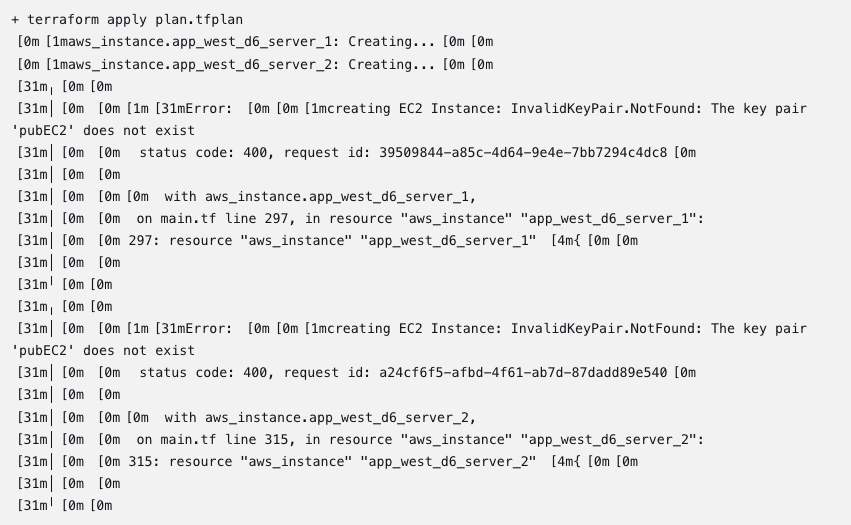 + terraform apply plan.tfplan
[0m [1maws_instance.app_west_d6_server_1: Creating... [0m [0m
[0m [1maws_instance.app_west_d6_server_2: Creating... [0m [0m
[31m╷ [0m [0m
[31m│ [0m  [0m [1m [31mError:  [0m [0m [1mcreating EC2 Instance: InvalidKeyPair.NotFound: The key pair
'pubEC2' does not exist
[31m│ [0m  [0m  status code: 400, request id: 39509844-a85c-4d64-9e4e-7bb7294c4dc8 [0m
[31m│ [0m  [0m
[31m│ [0m  [0m [0m  with aws_instance.app_west_d6_server_1,
[31m│ [0m  [0m  on main.tf line 297, in resource "aws_instance" "app_west_d6_server_1":
[31m│ [0m  [0m 297: resource "aws_instance" "app_west_d6_server_1"  [4m{ [0m [0m
[31m│ [0m  [0m
[31m╵ [0m [0m
[31m╷ [0m [0m
[31m│ [0m  [0m [1m [31mError:  [0m [0m [1mcreating EC2 Instance: InvalidKeyPair.NotFound: The key pair
'pubEC2' does not exist
[31m│ [0m  [0m  status code: 400, request id: a24cf6f5-afbd-4f61-ab7d-87dadd89e540 [0m
[31m│ [0m  [0m
[31m│ [0m  [0m [0m  with aws_instance.app_west_d6_server_2,
[31m│ [0m  [0m  on main.tf line 315, in resource "aws_instance" "app_west_d6_server_2":
[31m│ [0m  [0m 315: resource "aws_instance" "app_west_d6_server_2"  [4m{ [0m [0m
[31m│ [0m  [0m
[31m╵ [0m [0m